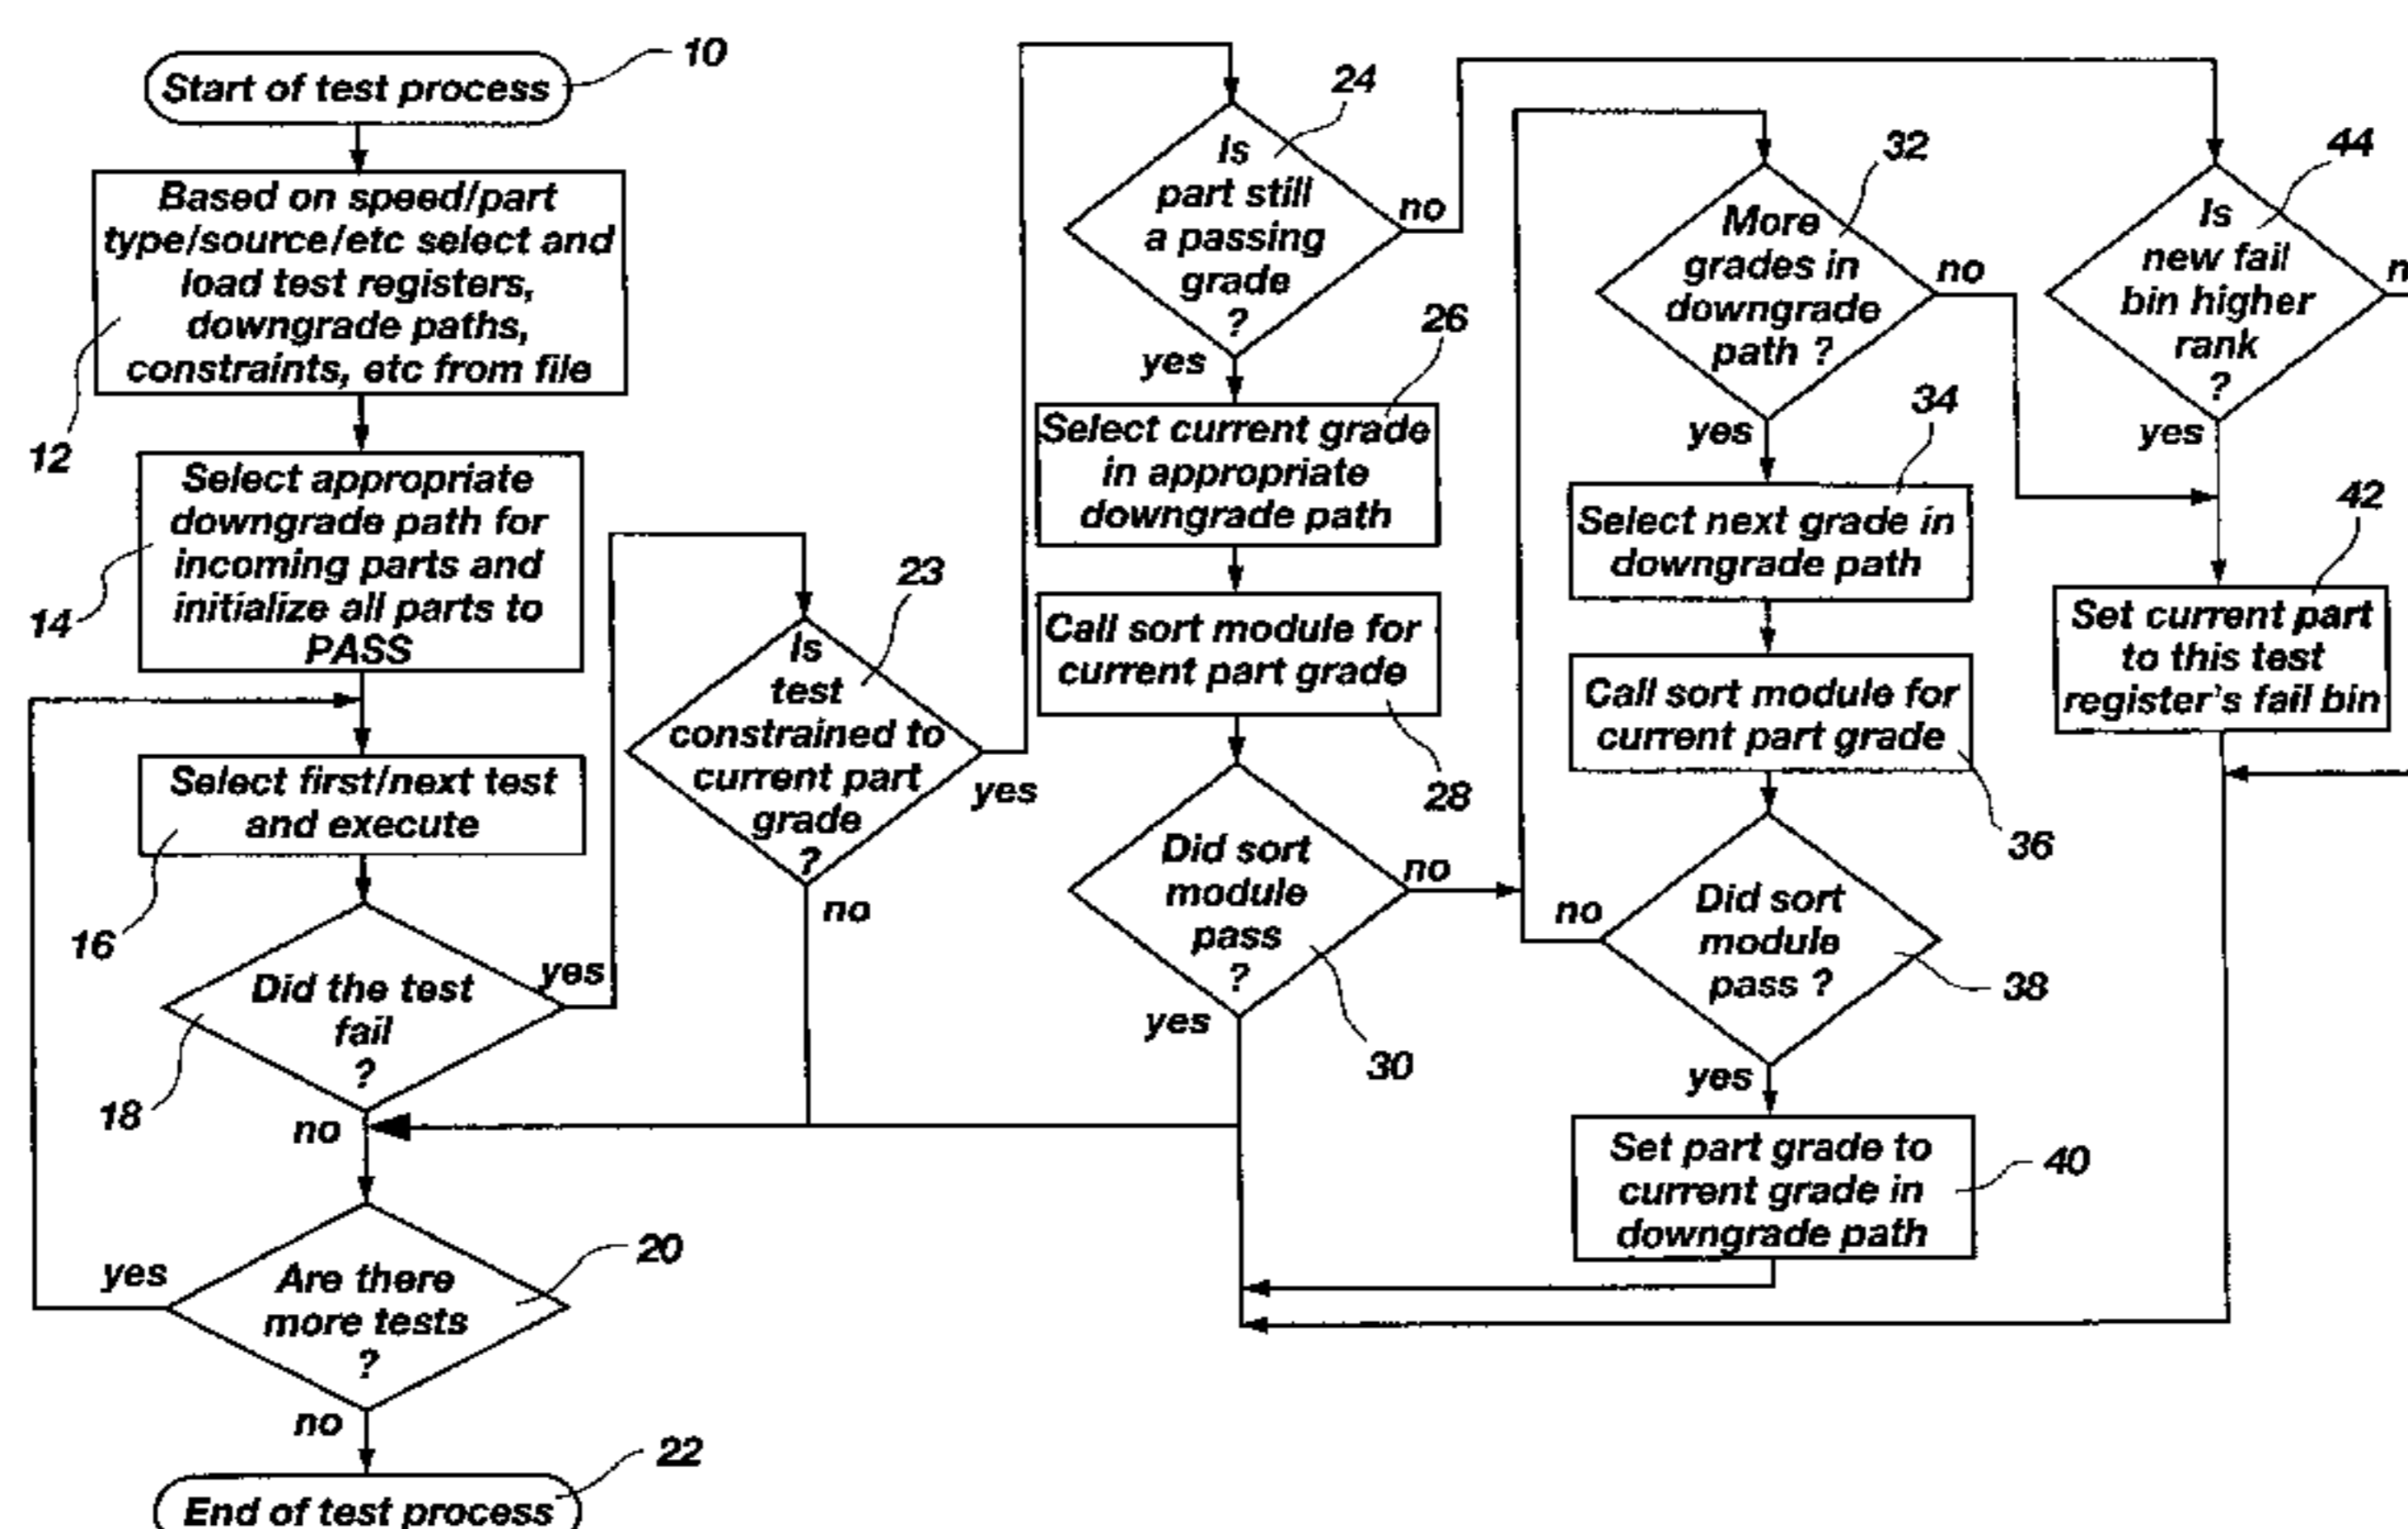 Start of test process
10
Based on speed/part
type/source/etc select and
load test registers,
downgrade paths,
constraints, etc from file
12
Select appropriate
downgrade path for
incoming parts and
initialize all parts to
PASS
14
Select first/next test
and execute
16
Did the test
fail
?
18
yes
no
Are there
more tests
?
20
yes
no
End of test process
22
Is
test
constrained to
current part
grade
?
23
yes
no
Is
part still
a passing
grade
?
24
no
yes
Select current grade
in appropriate
downgrade path
26
Call sort module for
current part grade
28
Did sort
module
pass
?
30
no
yes
More
grades in
downgrade
path ?
32
no
yes
Select next grade in
downgrade path
34
Call sort module for
current part grade
36
Did sort
module
pass ?
38
no
yes
Set part grade to
current grade in
downgrade path
40
Is
new fail
bin higher
rank
?
44
yes
Set current part
to this test
register's fail bin
42